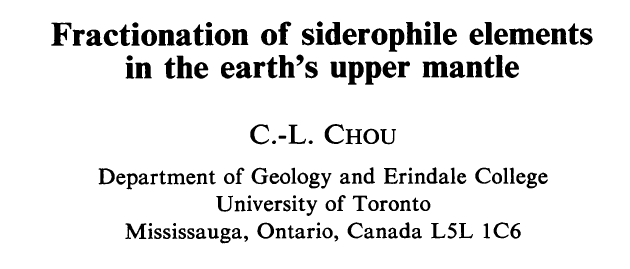 Fractionation of siderophile elements
in the earth's upper mantle
C.-L. CHOU
Department of Geology and Erindale College
University of Toronto
Mississauga, Ontario, Canada L5L 1C6